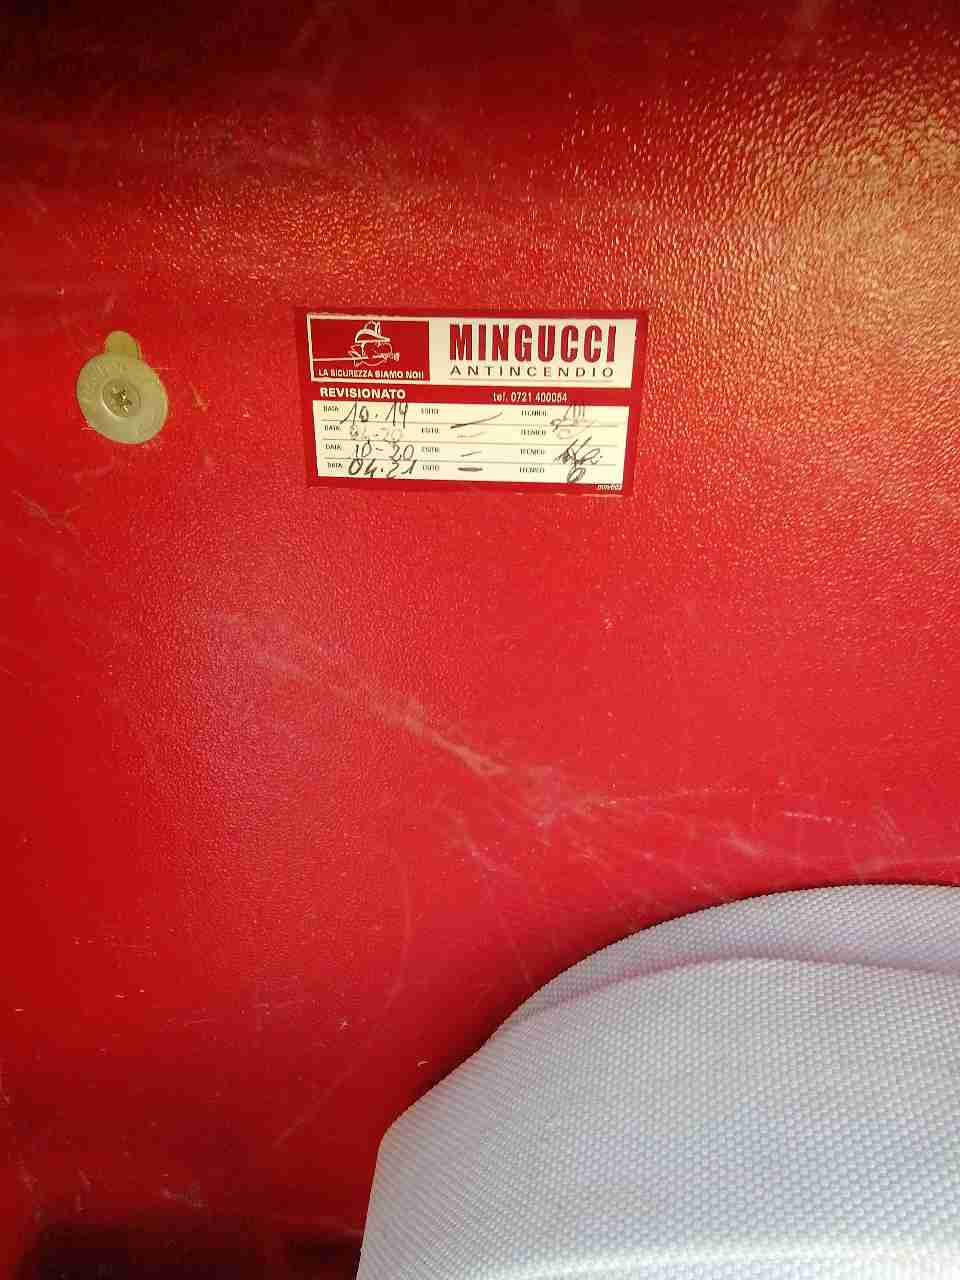 MINGUCCI
ANTINCENDIO
LA SICUREZZA SIAMO NOI!
REVISIONATO tel. 0721 400054
DATA: 10.19 ESITO: TECNICO:
DATA: ESITO: TECNICO:
DATA: 10-20 ESITO: TECNICO:
DATA: 04.21 ESITO: TECNICO: